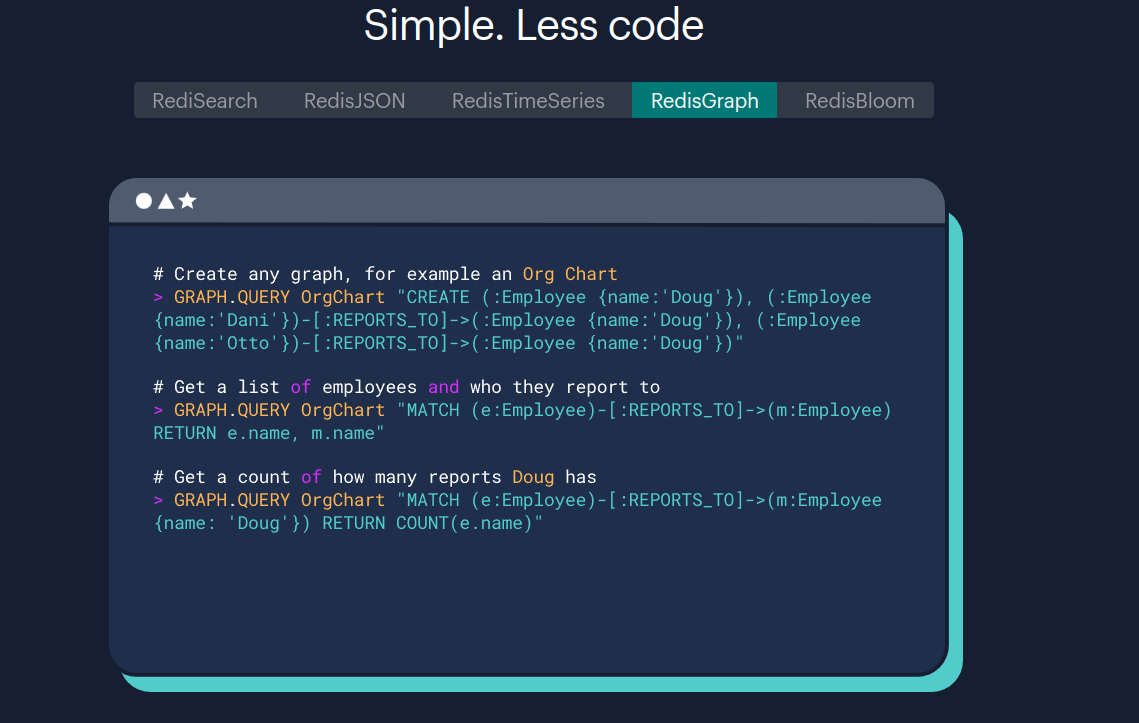 Simple. Less code
RediSearch RedisJSON RedisTimeSeries RedisGraph RedisBloom
# Create any graph, for example an Org Chart
> GRAPH.QUERY OrgChart "CREATE (:Employee {name:'Doug'}), (:Employee
{name:'Dani'})-[:REPORTS_TO]->(:Employee {name:'Doug'}), (:Employee
{name:'Otto'})-[:REPORTS_TO]->(:Employee {name:'Doug'})"
# Get a list of employees and who they report to
> GRAPH.QUERY OrgChart "MATCH (e:Employee)-[:REPORTS_TO]->(m:Employee)
RETURN e.name, m.name"
# Get a count of how many reports Doug has
> GRAPH.QUERY OrgChart "MATCH (e:Employee)-[:REPORTS_TO]->(m:Employee
{name: 'Doug'}) RETURN COUNT(e.name)"